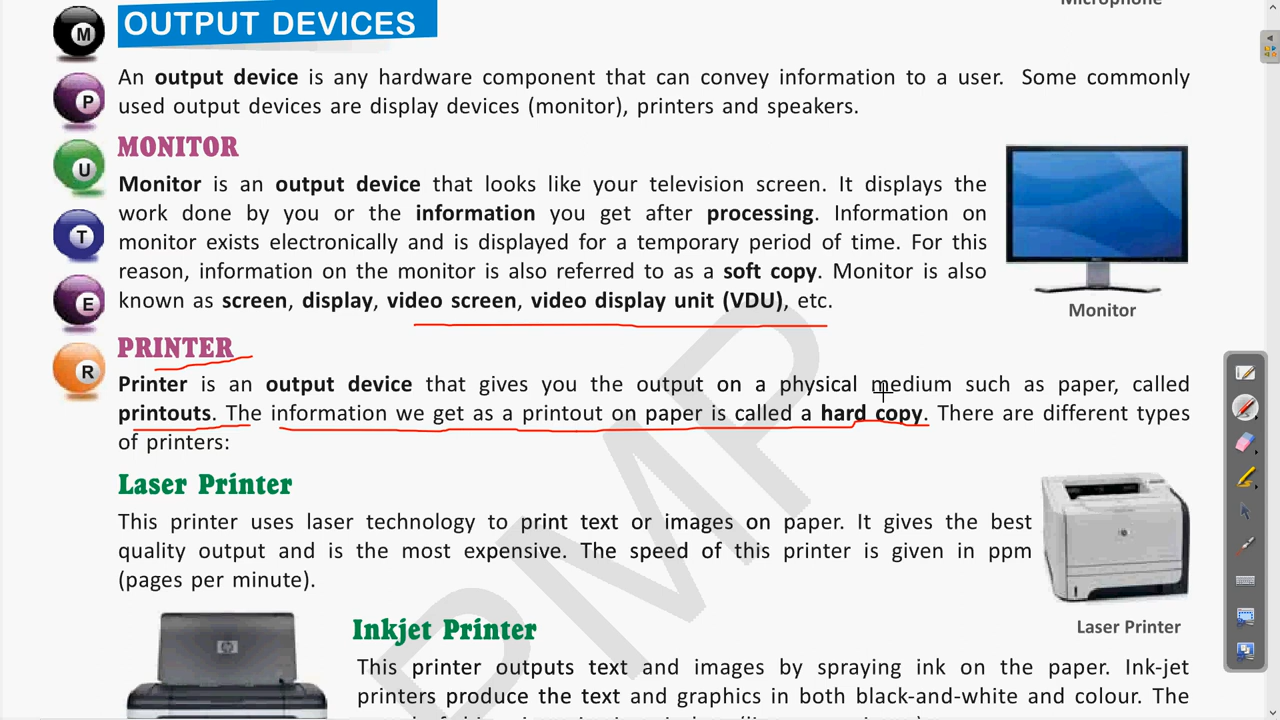 Microphone
M
OUTPUT DEVICES
An output device is any hardware component that can convey information to a user. Some commonly
used output devices are display devices (monitor), printers and speakers.
P
MONITOR
U
Monitor is an output device that looks like your television screen. It displays the
work done by you or the information you get after processing. Information on
T
monitor exists electronically and is displayed for a temporary period of time. For this
reason, information on the monitor is also referred to as a soft copy. Monitor is also
E
known as screen, display, video screen, video display unit (VDU), etc.
Monitor
PRINTER
R
Printer is an output device that gives you the output on a physical medium such as paper, called
printouts. The information we get as a printout on paper is called a hard copy. There are different types
of printers:
Laser Printer
This printer uses laser technology to print text or images on paper. It gives the best
quality output and is the most expensive. The speed of this printer is given in ppm
(pages per minute).
Laser Printer
hp
Inkjet Printer
This printer outputs text and images by spraying ink on the paper. Ink-jet
printers produce the text and graphics in both black-and-white and colour. The
PMP